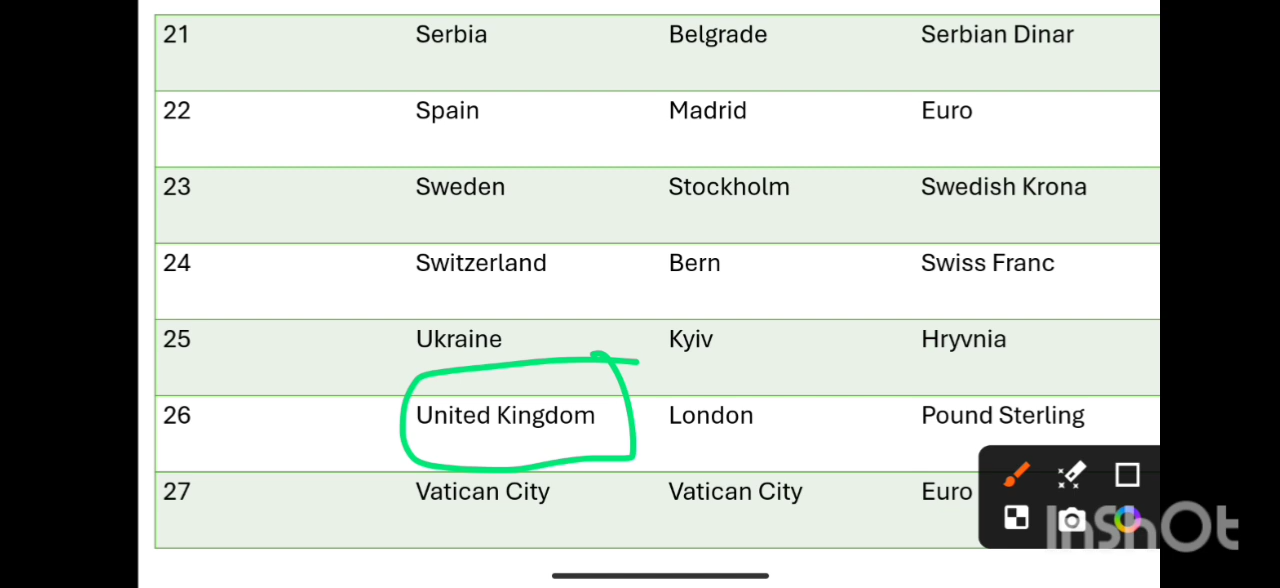 21 Serbia Belgrade Serbian Dinar
22 Spain Madrid Euro
23 Sweden Stockholm Swedish Krona
24 Switzerland Bern Swiss Franc
25 Ukraine Kyiv Hryvnia
26 United Kingdom London Pound Sterling
27 Vatican City Vatican City Euro
InShOt